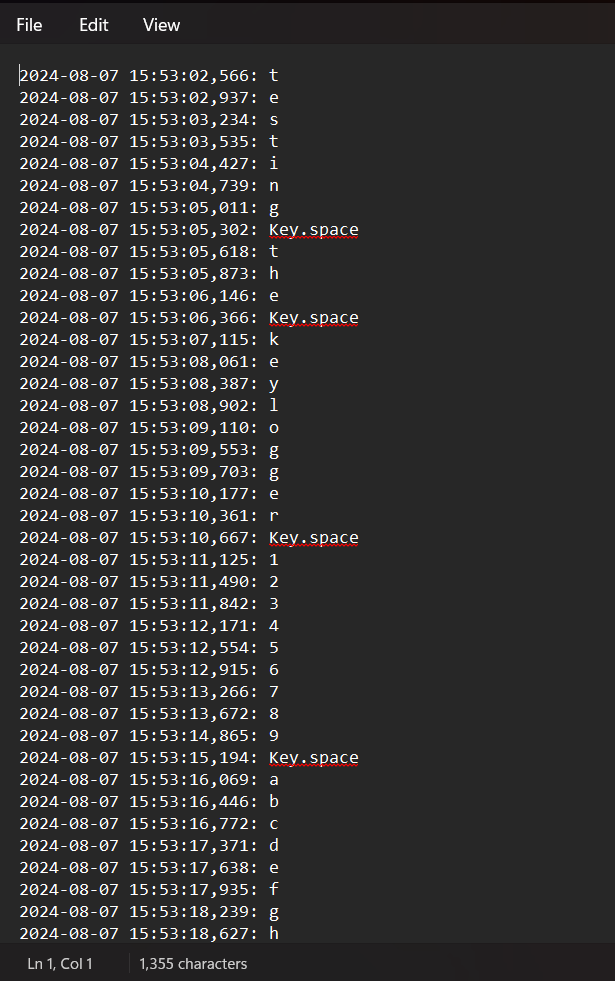 File Edit View
2024-08-07 15:53:02,566: t
2024-08-07 15:53:02,937: e
2024-08-07 15:53:03,234: s
2024-08-07 15:53:03,535: t
2024-08-07 15:53:04,427: i
2024-08-07 15:53:04,739: n
2024-08-07 15:53:05,011: g
2024-08-07 15:53:05,302: Key.space
2024-08-07 15:53:05,618: t
2024-08-07 15:53:05,873: h
2024-08-07 15:53:06,146: e
2024-08-07 15:53:06,366: Key.space
2024-08-07 15:53:07,115: k
2024-08-07 15:53:08,061: e
2024-08-07 15:53:08,387: y
2024-08-07 15:53:08,902: l
2024-08-07 15:53:09,110: o
2024-08-07 15:53:09,553: g
2024-08-07 15:53:09,703: g
2024-08-07 15:53:10,177: e
2024-08-07 15:53:10,361: r
2024-08-07 15:53:10,667: Key.space
2024-08-07 15:53:11,125: 1
2024-08-07 15:53:11,490: 2
2024-08-07 15:53:11,842: 3
2024-08-07 15:53:12,171: 4
2024-08-07 15:53:12,554: 5
2024-08-07 15:53:12,915: 6
2024-08-07 15:53:13,266: 7
2024-08-07 15:53:13,672: 8
2024-08-07 15:53:14,865: 9
2024-08-07 15:53:15,194: Key.space
2024-08-07 15:53:16,069: a
2024-08-07 15:53:16,446: b
2024-08-07 15:53:16,772: c
2024-08-07 15:53:17,371: d
2024-08-07 15:53:17,638: e
2024-08-07 15:53:17,935: f
2024-08-07 15:53:18,239: g
2024-08-07 15:53:18,627: h
Ln 1, Col 1 1,355 characters